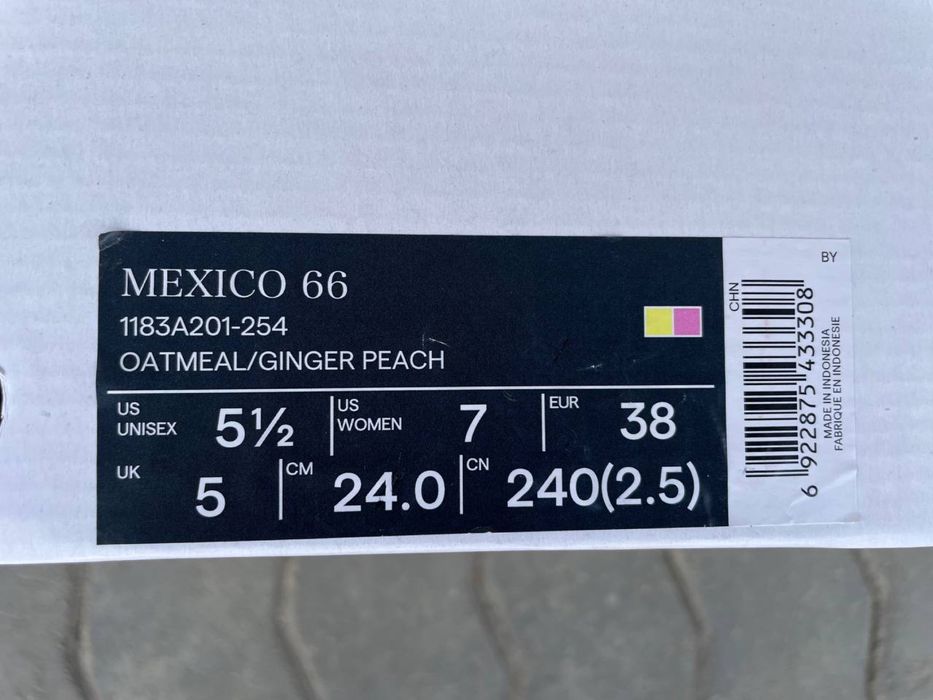 MEXICO 66
1183A201-254
OATMEAL/GINGER PEACH
US UNISEX 5½ US WOMEN 7 EUR 38
UK 5 CM 24.0 CN 240(2.5)
BY
CHN
6 922875 433308
MADE IN INDONESIA
FABRIQUE EN INDONESIE